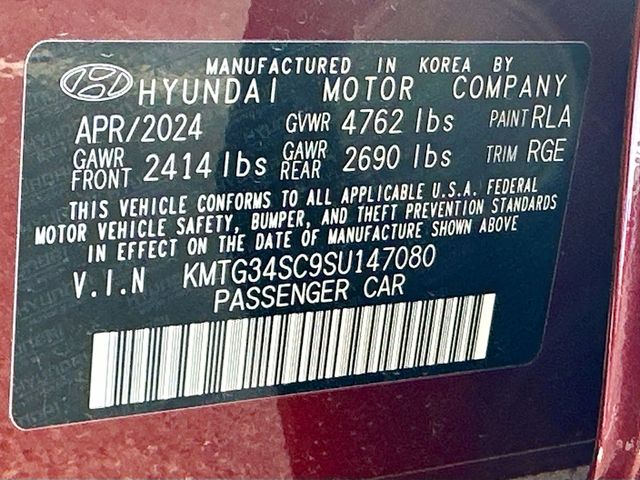 MANUFACTURED IN KOREA BY
HYUNDAI MOTOR COMPANY
APR/2024 GVWR 4762 lbs PAINT RLA
GAWR FRONT 2414 lbs GAWR REAR 2690 lbs TRIM RGE
THIS VEHICLE CONFORMS TO ALL APPLICABLE U.S.A. FEDERAL
MOTOR VEHICLE SAFETY, BUMPER, AND THEFT PREVENTION STANDARDS
IN EFFECT ON THE DATE OF MANUFACTURE SHOWN ABOVE
V.I.N KMTG34SC9SU147080
PASSENGER CAR